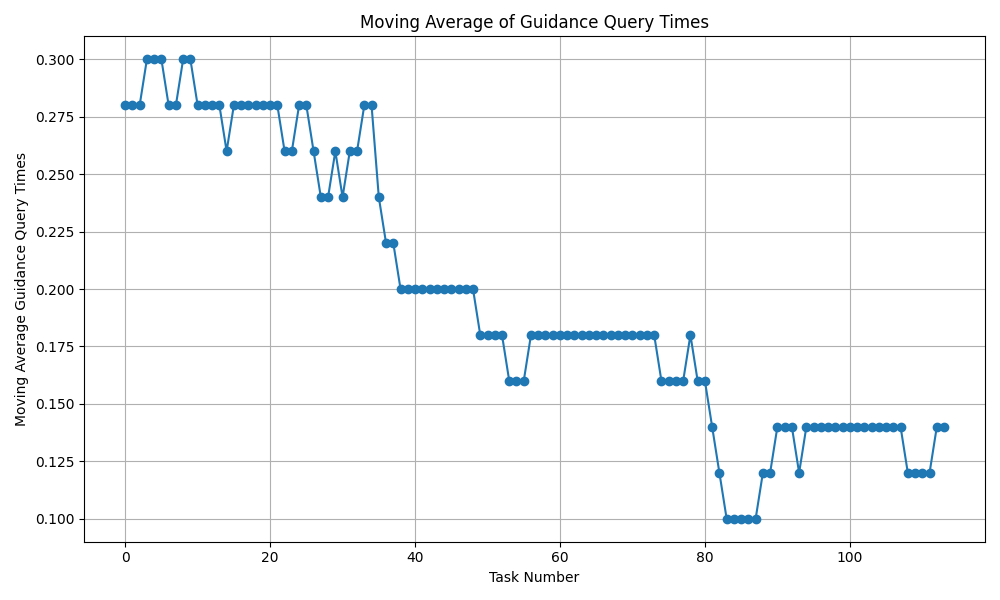 Moving Average of Guidance Query Times
Moving Average Guidance Query Times
0.300
0.275
0.250
0.225
0.200
0.175
0.150
0.125
0.100
0 20 40 60 80 100
Task Number